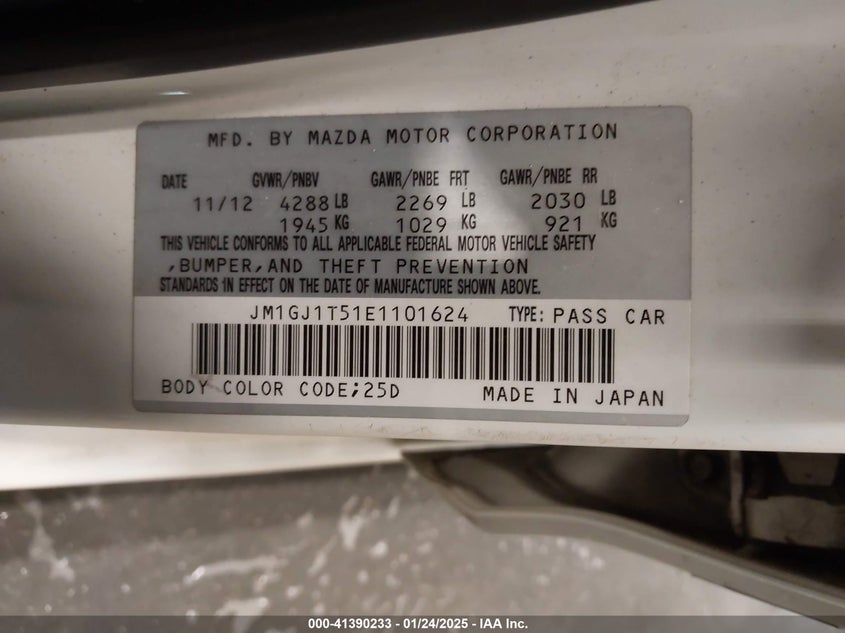 MFD. BY MAZDA MOTOR CORPORATION
DATE GVWR/PNBV GAWR/PNBE FRT GAWR/PNBE RR
11/12 4288 LB 2269 LB 2030 LB
1945 KG 1029 KG 921 KG
THIS VEHICLE CONFORMS TO ALL APPLICABLE FEDERAL MOTOR VEHICLE SAFETY
,BUMPER,AND THEFT PREVENTION
STANDARDS IN EFFECT ON THE DATE OF MANUFACTURE SHOWN ABOVE.
JM1GJ1T51E1101624 TYPE: PASS CAR
BODY COLOR CODE;25D MADE IN JAPAN
000-41390233 - 01/24/2025 - IAA Inc.